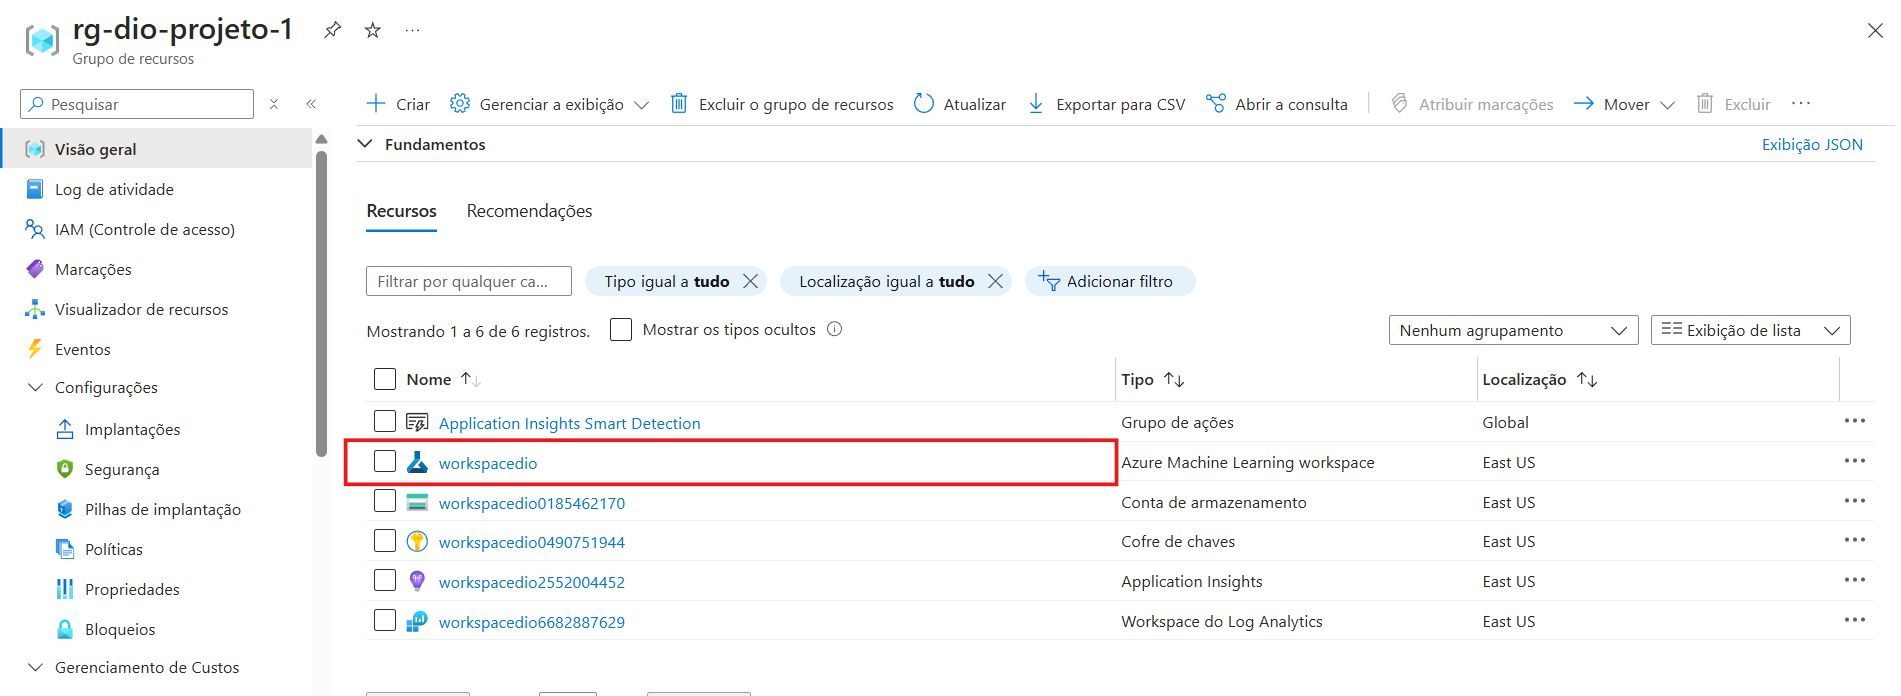 rg-dio-projeto-1
Grupo de recursos
Pesquisar
Criar
Gerenciar a exibição
Excluir o grupo de recursos
Atualizar
Exportar para CSV
Abrir a consulta
Atribuir marcações
Mover
Excluir
Visão geral
Log de atividade
IAM (Controle de acesso)
Marcações
Visualizador de recursos
Eventos
Configurações
Implantações
Segurança
Pilhas de implantação
Políticas
Propriedades
Bloqueios
Gerenciamento de Custos
Fundamentos
Exibição JSON
Recursos
Recomendações
Filtrar por qualquer ca...
Tipo igual a tudo
Localização igual a tudo
Adicionar filtro
Mostrando 1 a 6 de 6 registros.
Mostrar os tipos ocultos
Nenhum agrupamento
Exibição de lista
Nome Tipo Localização
Application Insights Smart Detection Grupo de ações Global
workspacedio Azure Machine Learning workspace East US
workspacedio0185462170 Conta de armazenamento East US
workspacedio0490751944 Cofre de chaves East US
workspacedio2552004452 Application Insights East US
workspacedio6682887629 Workspace do Log Analytics East US